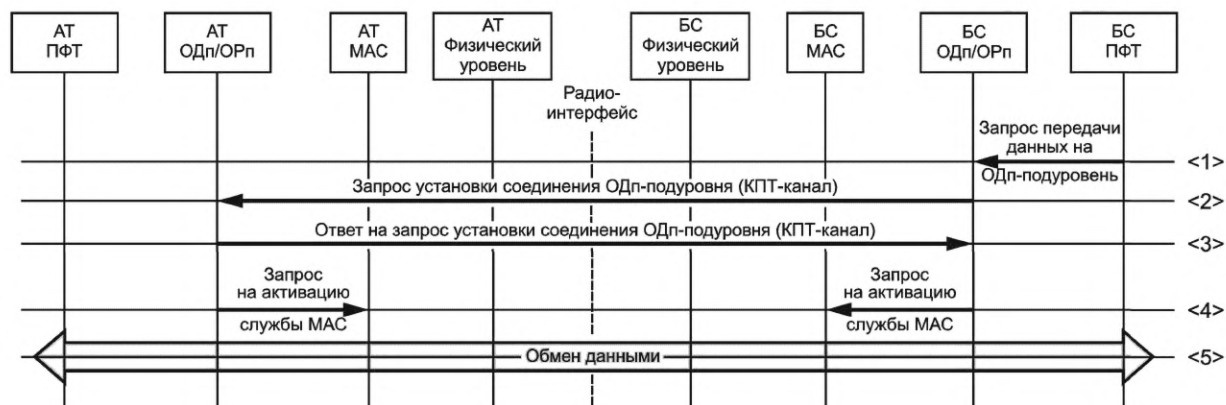 АТ
ПФТ
АТ
ОДп/ОРп
АТ
МАС
АТ
Физический
уровень
БС
Физический
уровень
БС
МАС
БС
ОДп/ОРп
БС
ПФТ
Радио-
интерфейс
Запрос передачи
данных на
ОДп-подуровень
<1>
Запрос установки соединения ОДп-подуровня (КПТ-канал)
<2>
Ответ на запрос установки соединения ОДп-подуровня (КПТ-канал)
<3>
Запрос
на активацию
службы МАС
Запрос
на активацию
службы МАС
<4>
Обмен данными
<5>